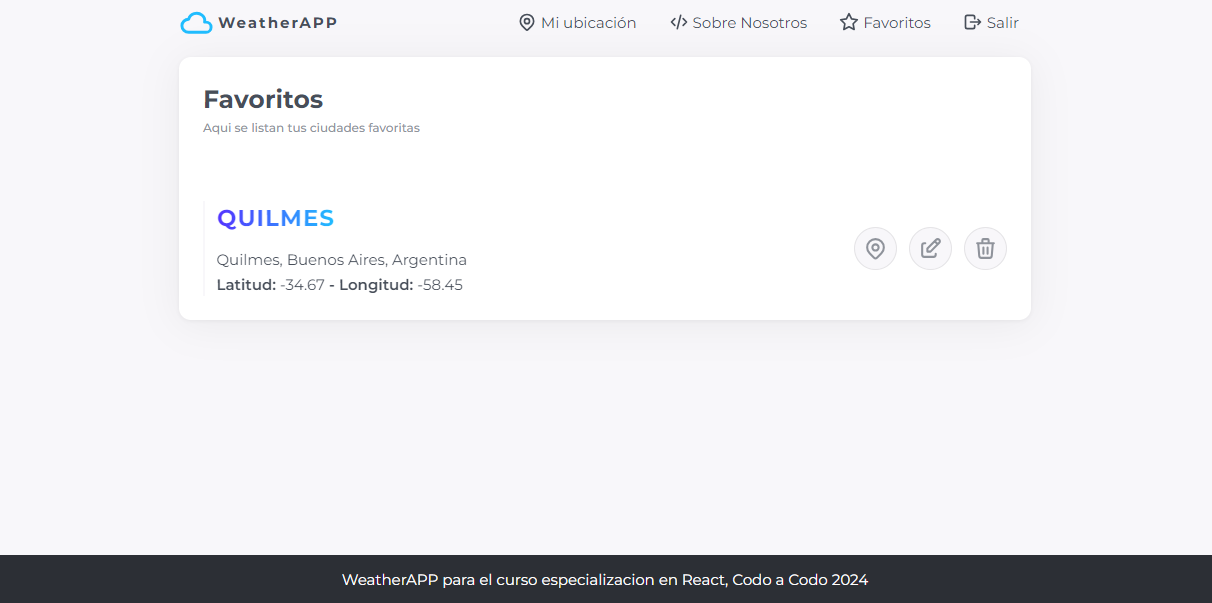 WeatherAPP
Mi ubicación
Sobre Nosotros
Favoritos
Salir
Favoritos
Aqui se listan tus ciudades favoritas
QUILMES
Quilmes, Buenos Aires, Argentina
Latitud: -34.67 - Longitud: -58.45
WeatherAPP para el curso especializacion en React, Codo a Codo 2024